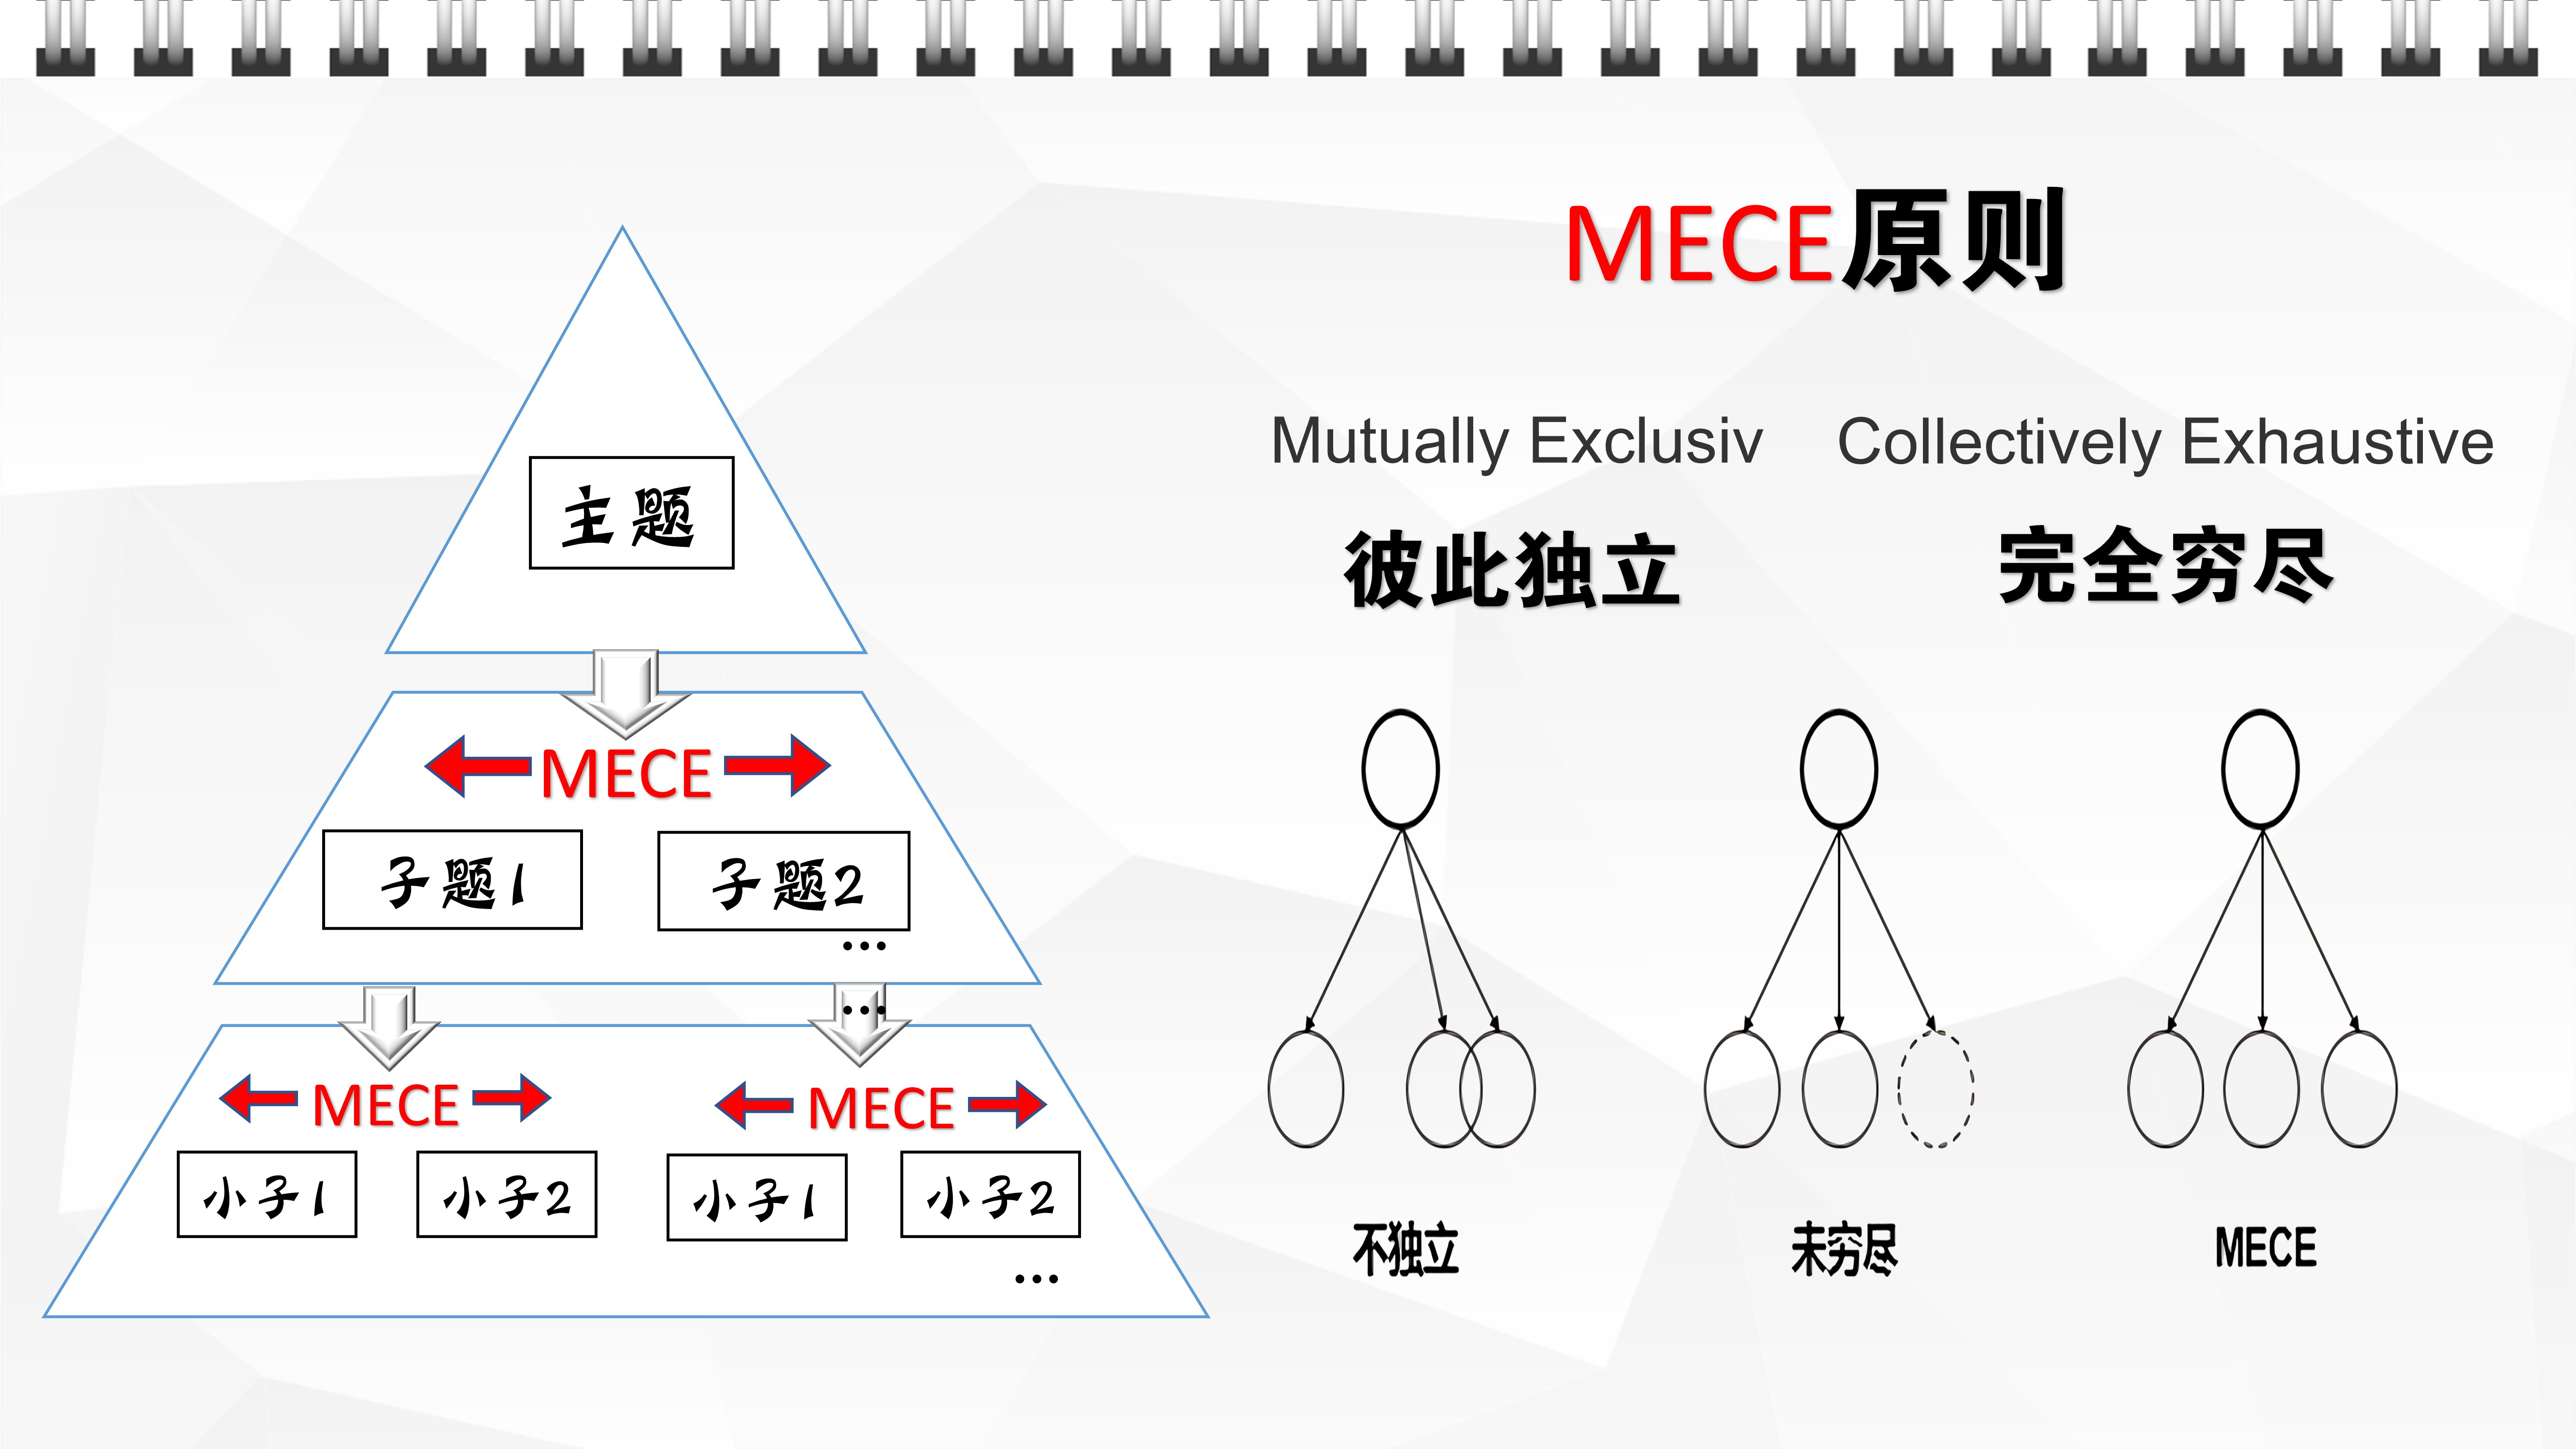 MECE原则
Mutually Exclusiv Collectively Exhaustive
彼此独立 完全穷尽
主题
MECE
子题1 子题2
...
...
MECE MECE
小子1 小子2 小子1 小子2
...
不独立 未穷尽 MECE